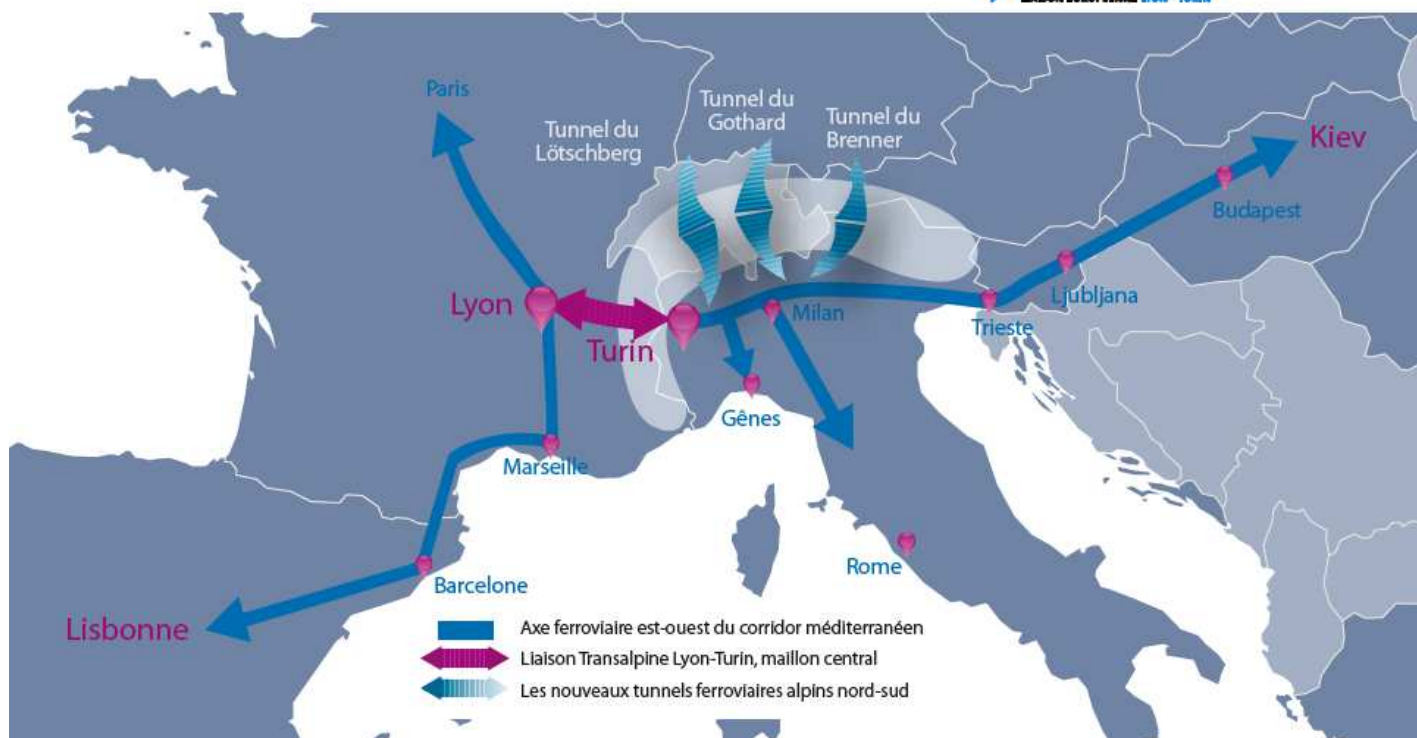 Paris
Tunnel du
Lötschberg
Tunnel du
Gothard
Tunnel du
Brenner
Kiev
Budapest
Lyon
Turin
Milan
Trieste
Ljubljana
Gênes
Marseille
Rome
Barcelone
Lisbonne
Axe ferroviaire est-ouest du corridor méditerranéen
Liaison Transalpine Lyon-Turin, maillon central
Les nouveaux tunnels ferroviaires alpins nord-sud